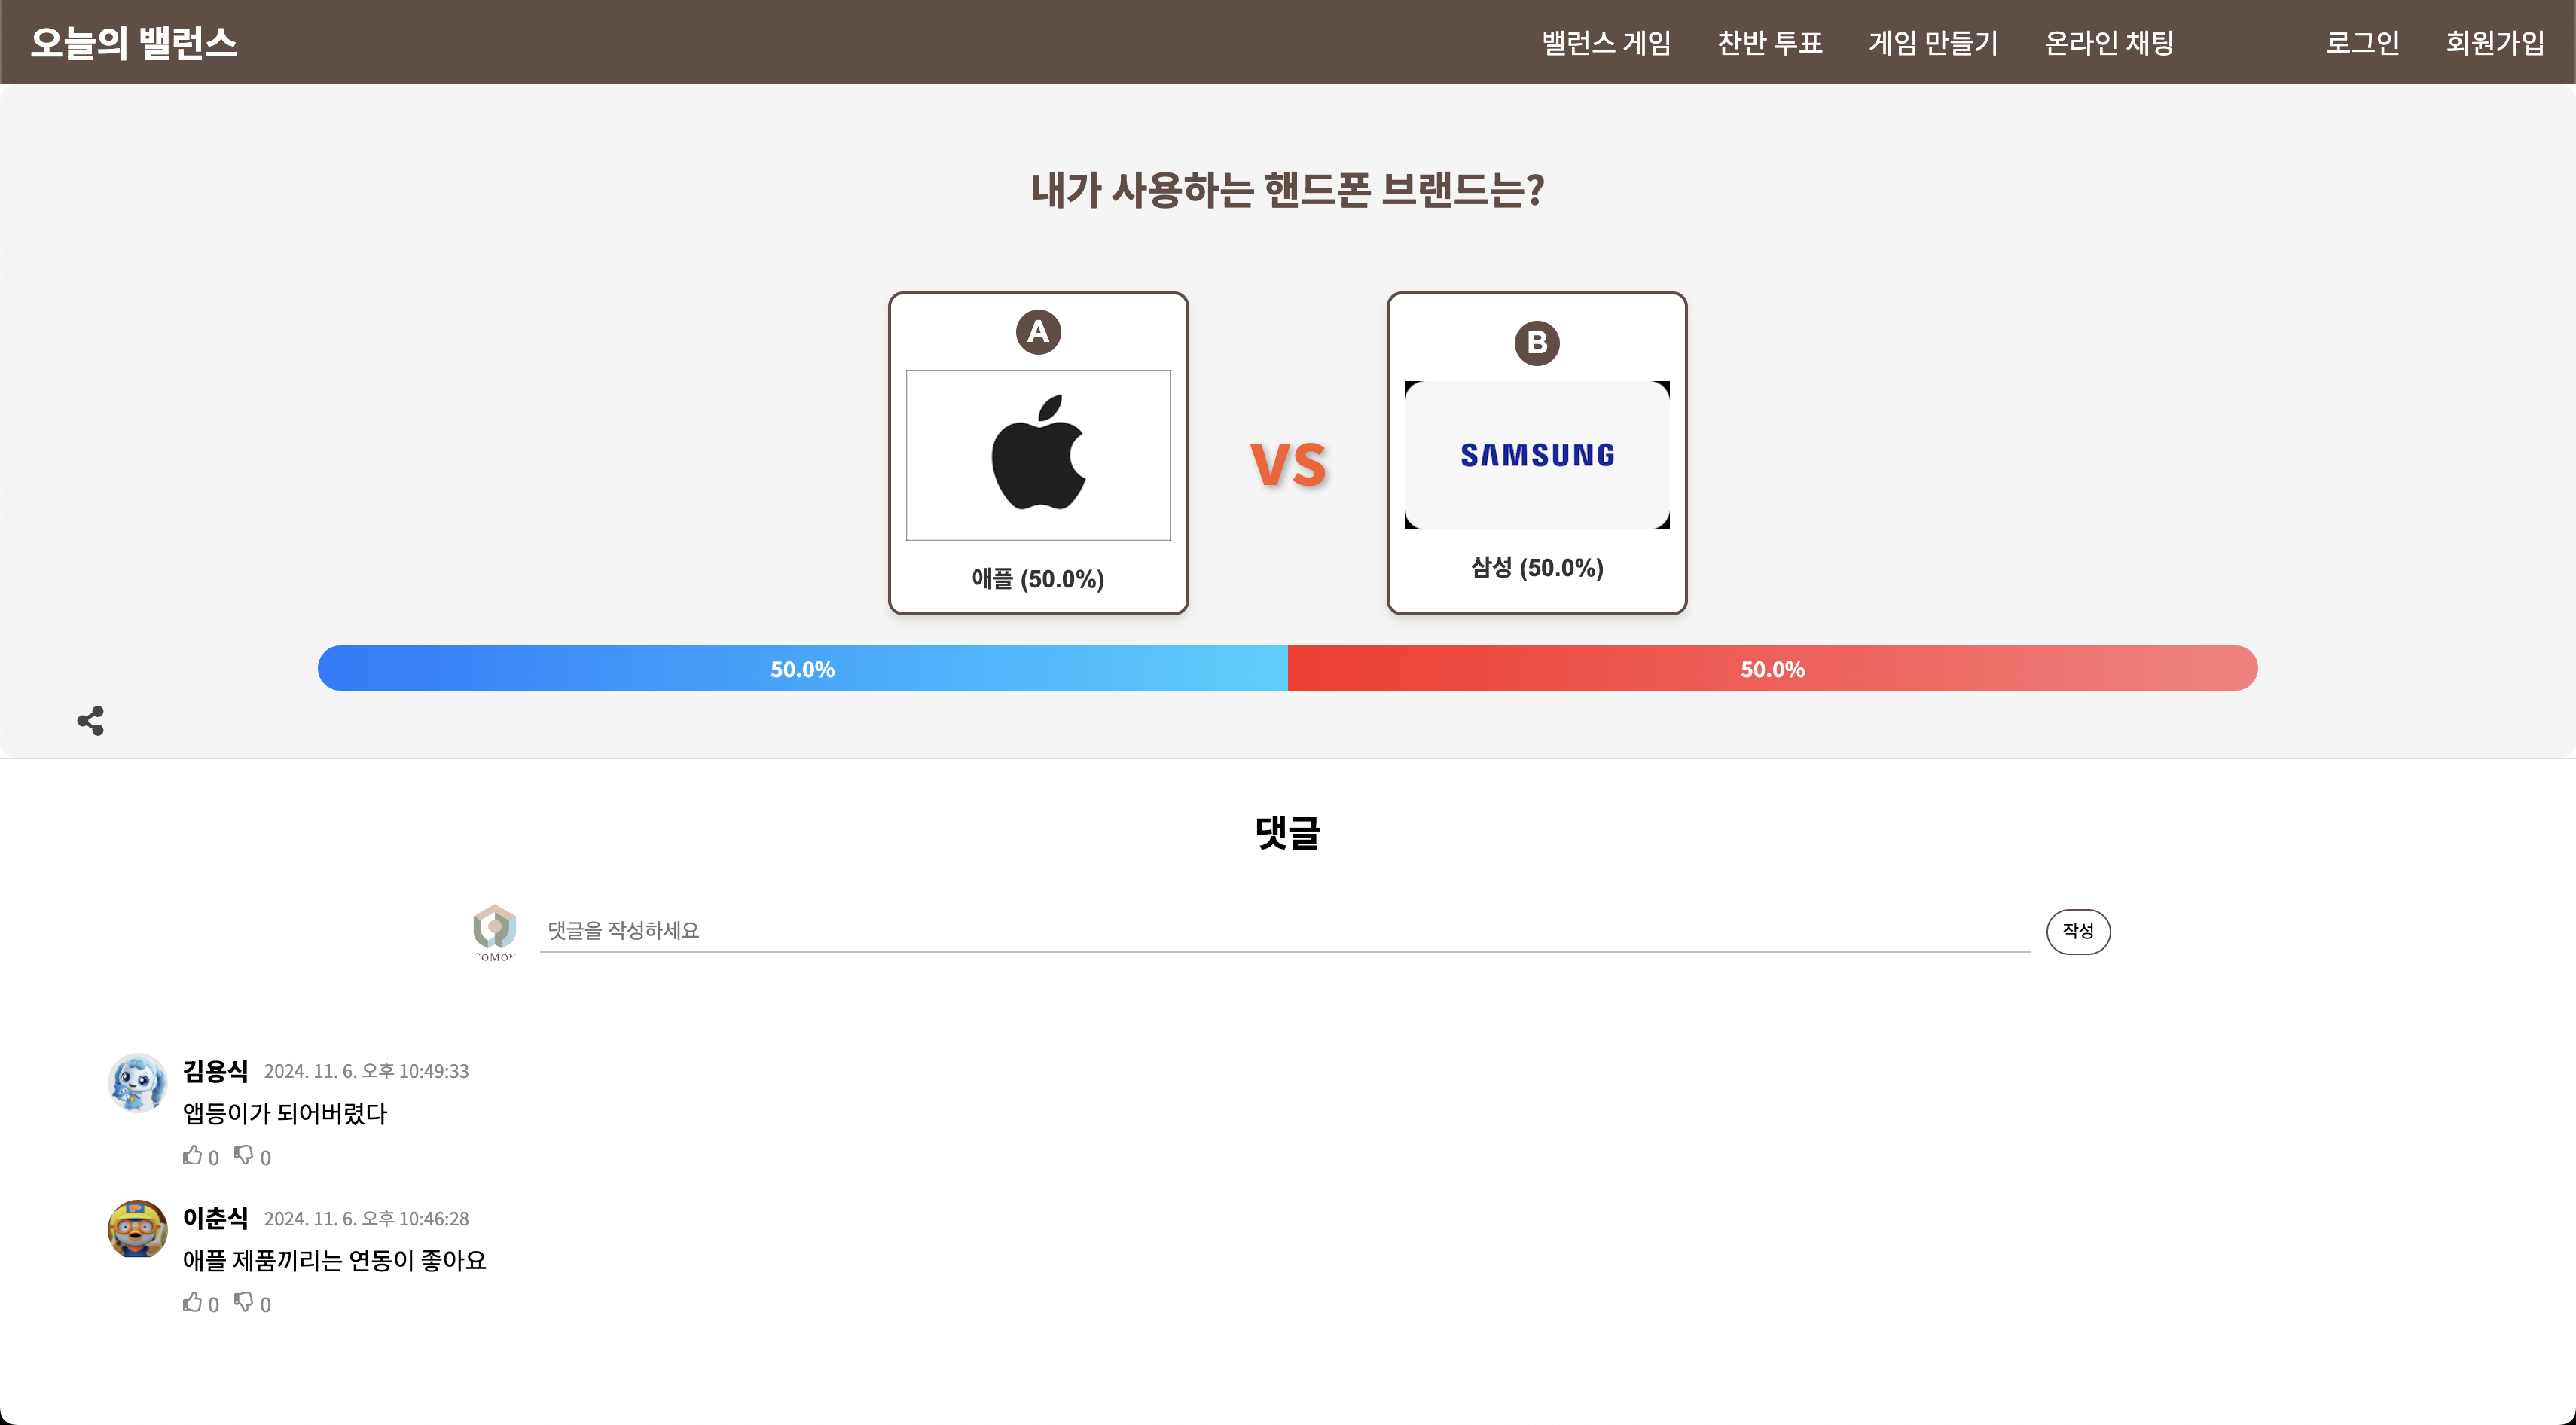 오늘의 밸런스 밸런스 게임 찬반 투표 게임 만들기 온라인 채팅 로그인 회원가입
내가 사용하는 핸드폰 브랜드는?
A
애플 (50.0%)
VS
B
SAMSUNG
삼성 (50.0%)
50.0% 50.0%
댓글
댓글을 작성하세요 작성
김용식 2024. 11. 6. 오후 10:49:33
앱등이가 되어버렸다
0 0
이춘식 2024. 11. 6. 오후 10:46:28
애플 제품끼리는 연동이 좋아요
0 0